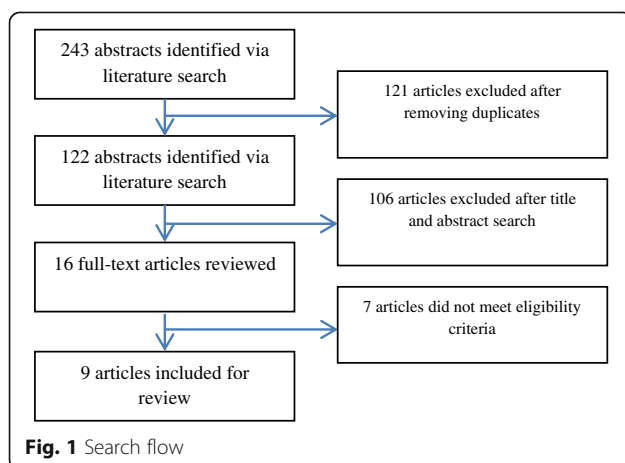 243 abstracts identified via
literature search
121 articles excluded after
removing duplicates
122 abstracts identified via
literature search
106 articles excluded after title
and abstract search
16 full-text articles reviewed
7 articles did not meet eligibility
criteria
9 articles included for
review
Fig. 1 Search flow